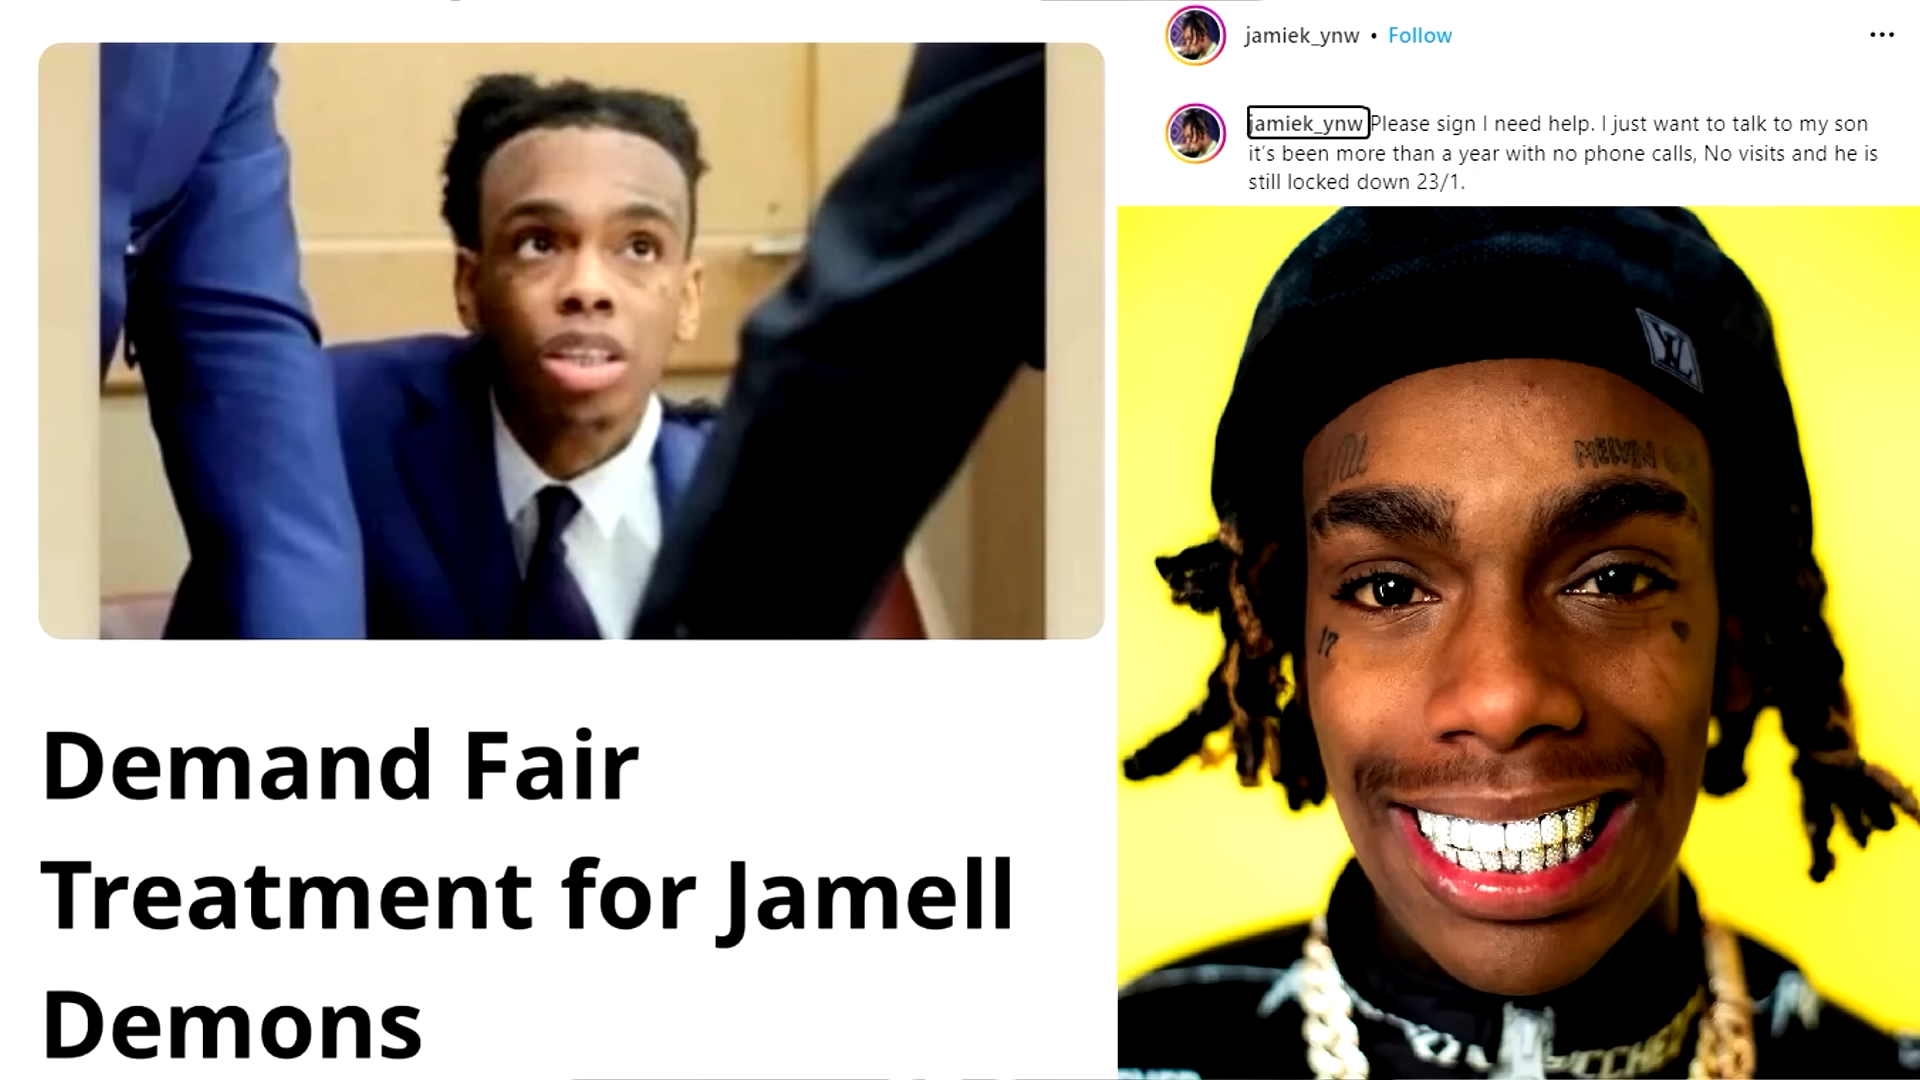 jamiek_ynw • Follow
jamiek_ynw Please sign I need help. I just want to talk to my son
it's been more than a year with no phone calls, No visits and he is
still locked down 23/1.
MELVIN
17
Demand Fair
Treatment for Jamell
Demons